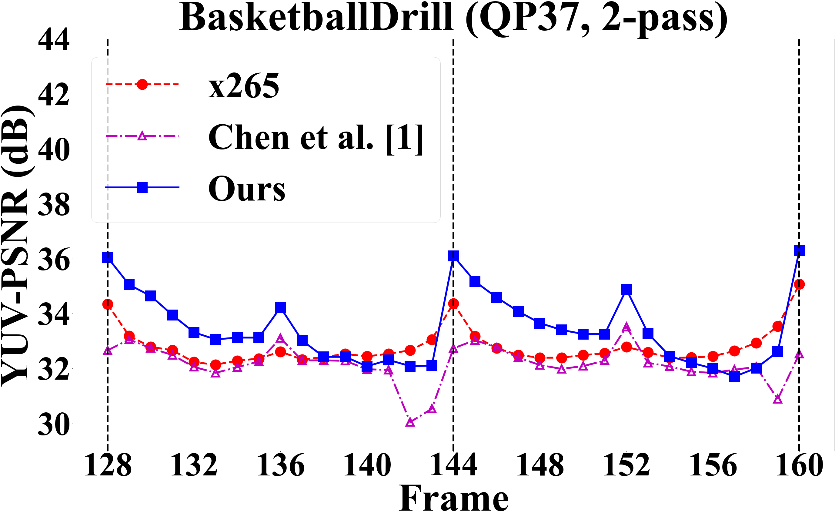 BasketballDrill (QP37, 2-pass)
YUV-PSNR (dB)
44
42
40
38
36
34
32
30
x265
Chen et al. [1]
Ours
128 132 136 140 144 148 152 156 160
Frame